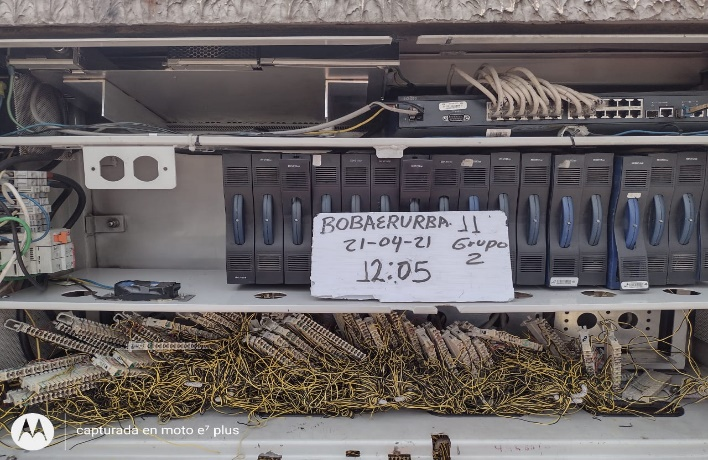 BOBAERURBA 11
21-04-21 Grupo
2
12:05
capturada en moto e⁷ plus